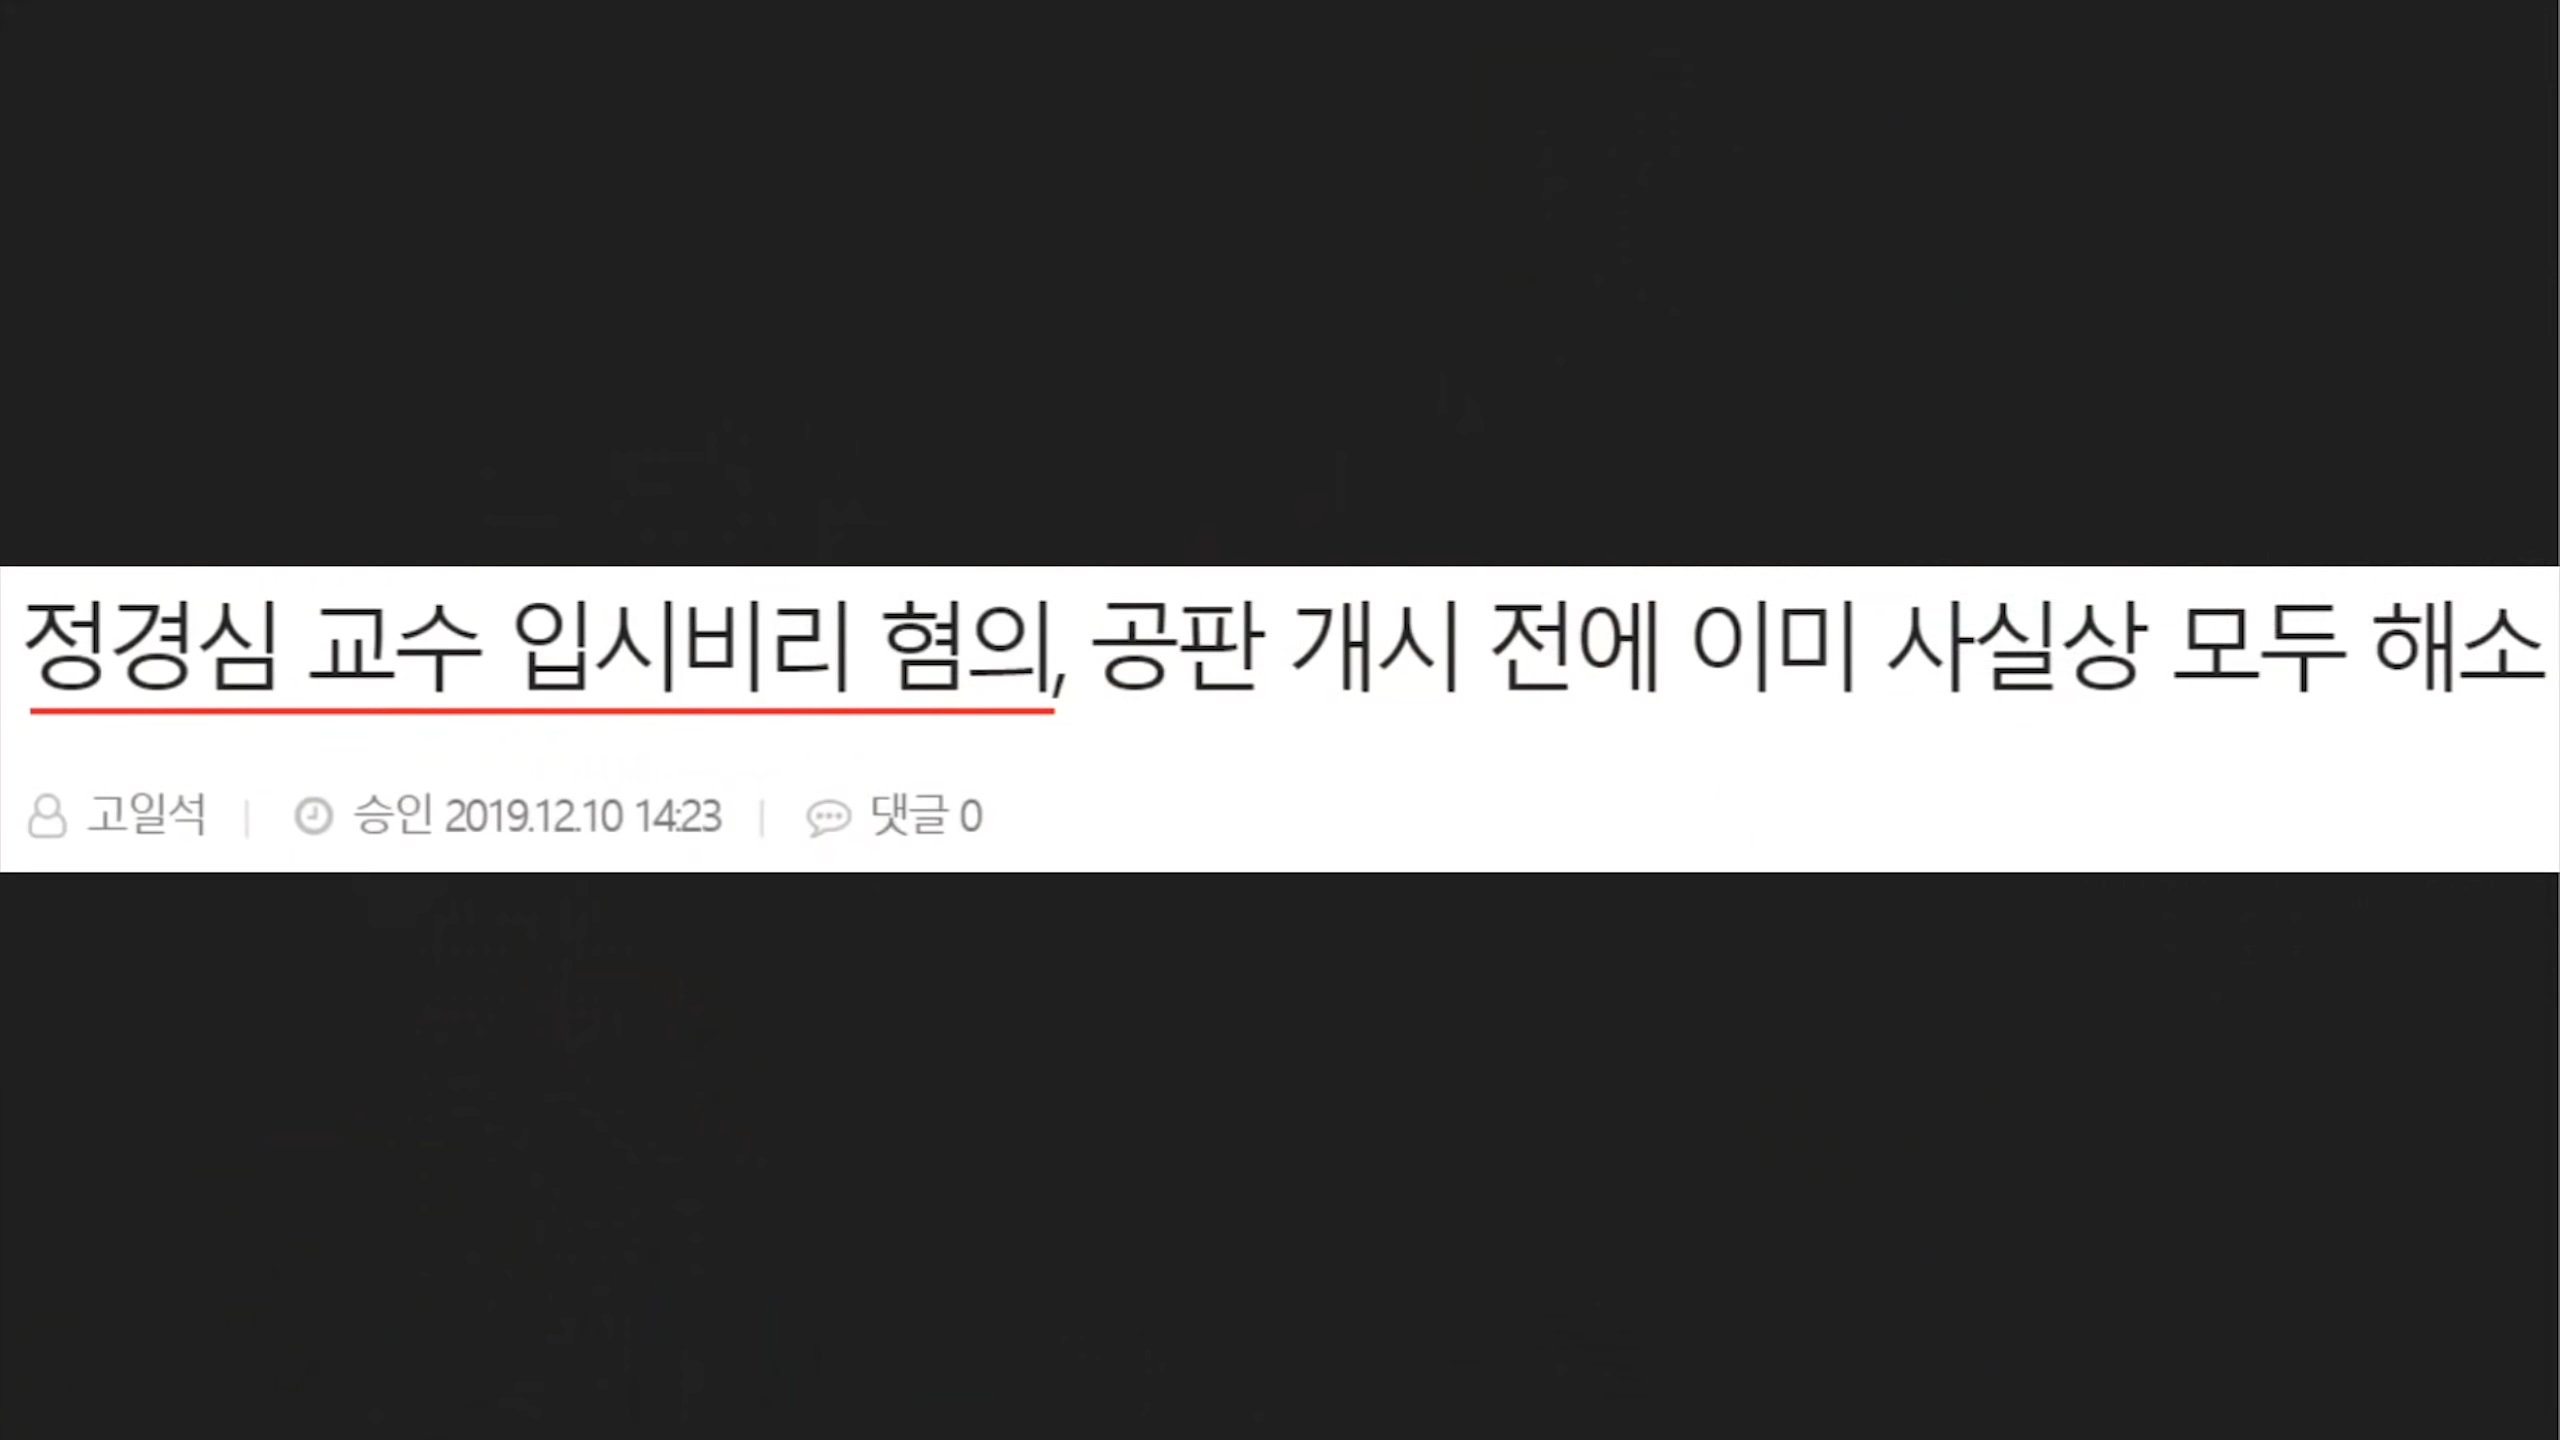 정경심 교수 입시비리 혐의, 공판 개시 전에 이미 사실상 모두 해소
고일석 | 승인 2019.12.10 14:23 | 댓글 0